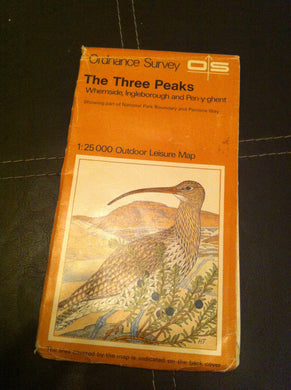 Ordnance Survey OS
The Three Peaks
Whernside, Ingleborough and Pen-y-ghent
Showing part of National Park Boundary and Pennine Way
1:25 000 Outdoor Leisure Map
The area covered by the map is indicated on the back cover